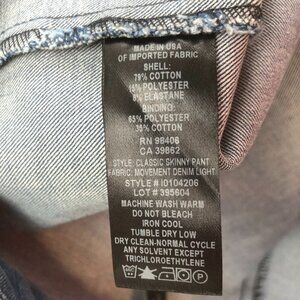 MADE IN USA
OF IMPORTED FABRIC
SHELL:
79% COTTON
15% POLYESTER
6% ELASTANE
BINDING:
65% POLYESTER
35% COTTON
RN 98406
CA 39862
STYLE: CLASSIC SKINNY PANT
FABRIC: MOVEMENT DENIM LIGHT
STYLE # I0104206
LOT # 395604
MACHINE WASH WARM
DO NOT BLEACH
IRON COOL
TUMBLE DRY LOW
DRY CLEAN-NORMAL CYCLE
ANY SOLVENT EXCEPT
TRICHLOROETHYLENE